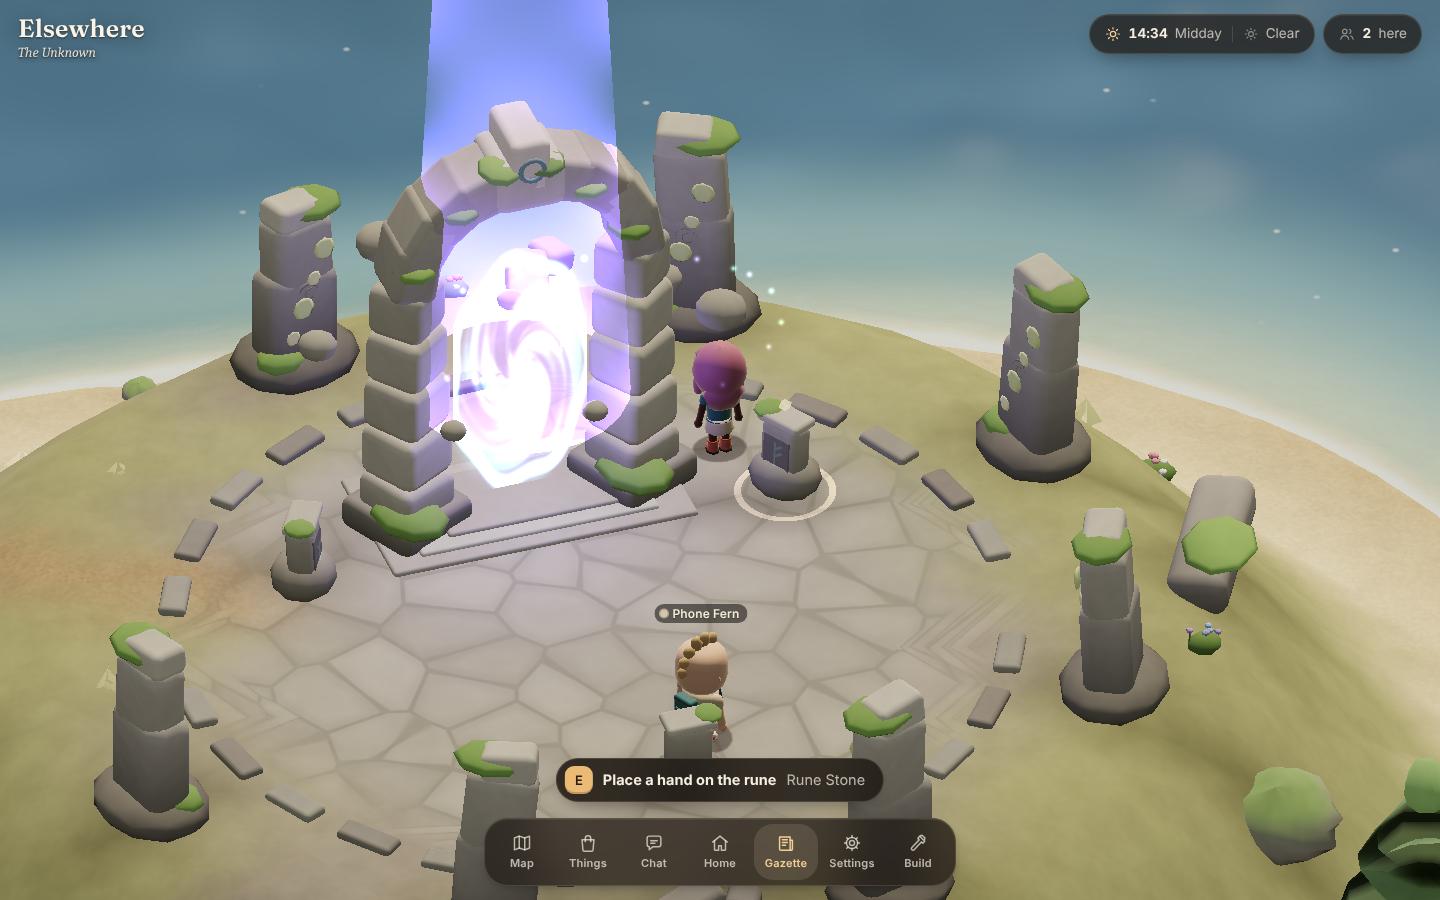 Elsewhere
The Unknown
14:34 Midday Clear
2 here
Phone Fern
E Place a hand on the rune Rune Stone
Map Things Chat Home Gazette Settings Build